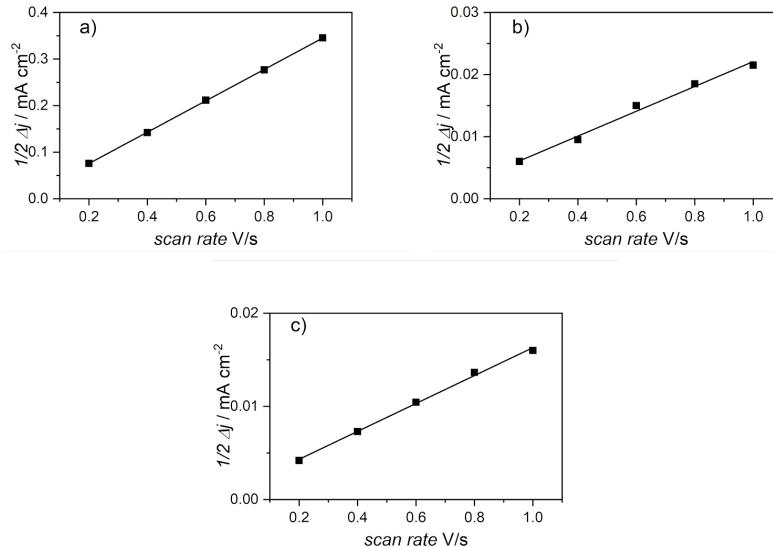 a)
0.4
0.3
0.2
0.1
0.0
1/2 Δj / mA cm-2
0.2 0.4 0.6 0.8 1.0
scan rate V/s
b)
0.03
0.02
0.01
0.00
1/2 Δj / mA cm-2
0.2 0.4 0.6 0.8 1.0
scan rate V/s
c)
0.02
0.01
0.00
1/2 Δj / mA cm-2
0.2 0.4 0.6 0.8 1.0
scan rate V/s